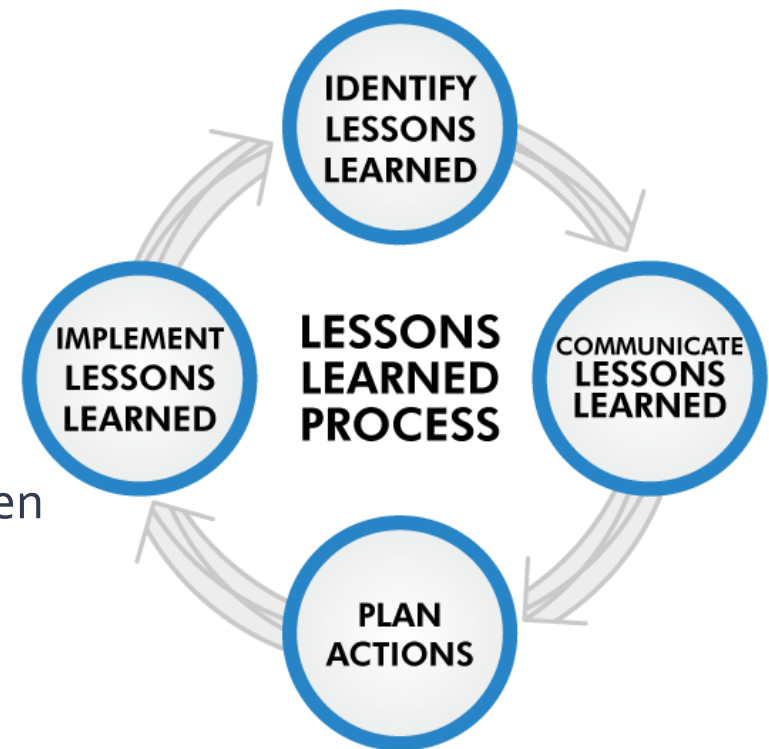 IDENTIFY
LESSONS
LEARNED
COMMUNICATE
LESSONS
LEARNED
PLAN
ACTIONS
IMPLEMENT
LESSONS
LEARNED
LESSONS
LEARNED
PROCESS
en